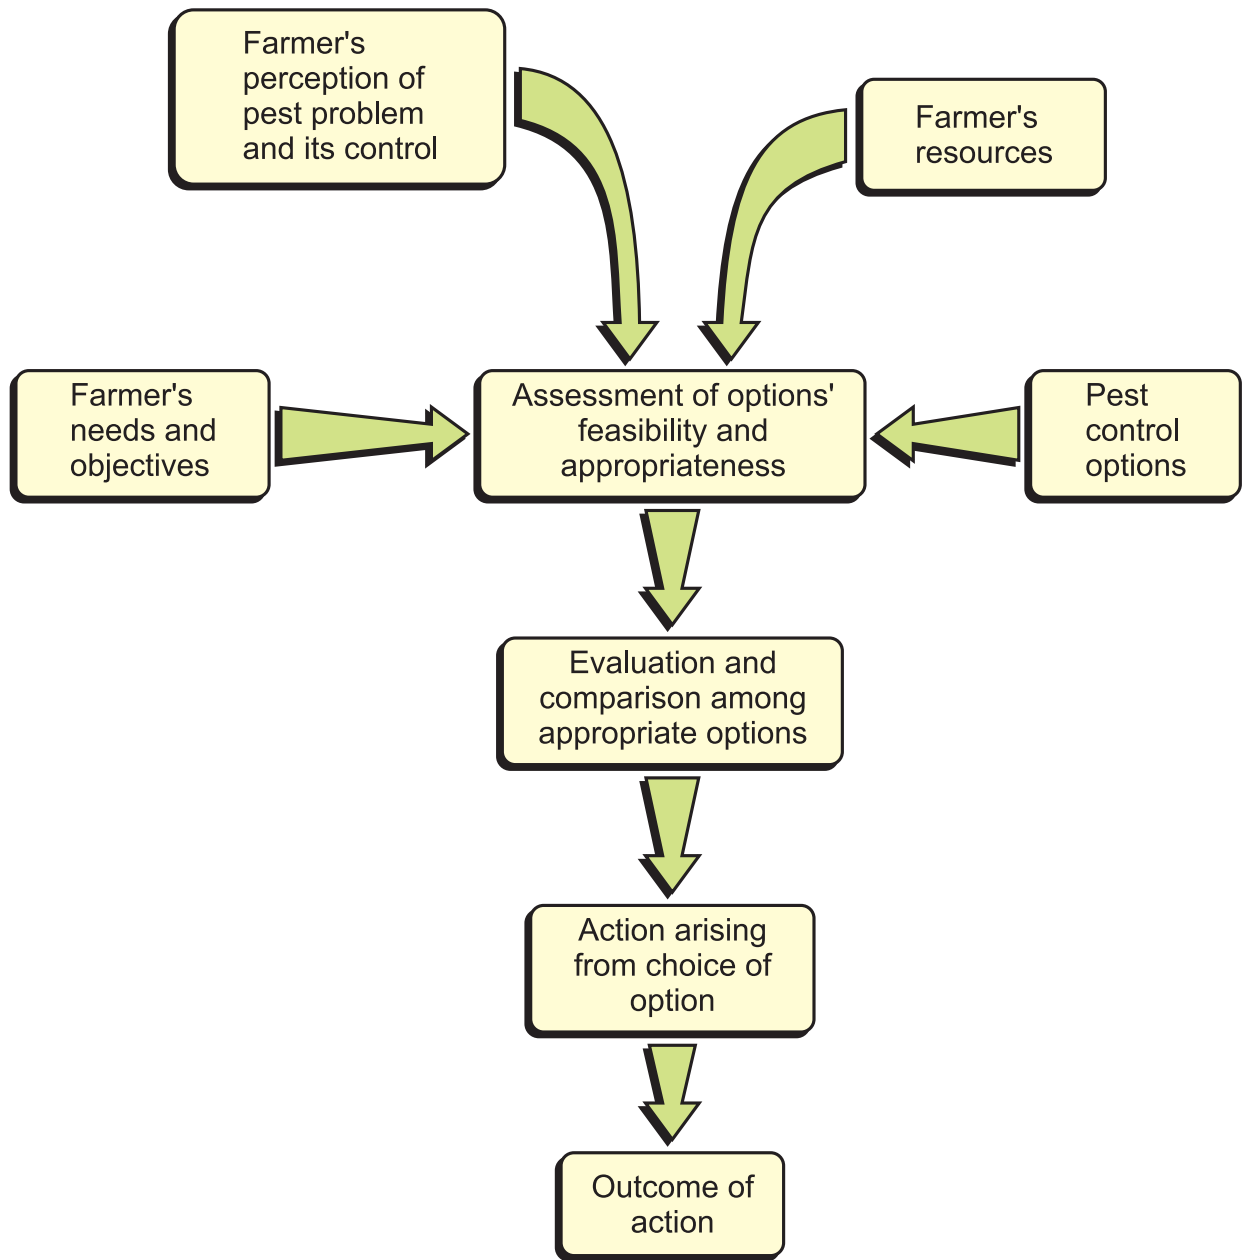 Farmer's
perception of
pest problem
and its control
Farmer's
resources
Farmer's
needs and
objectives
Assessment of options'
feasibility and
appropriateness
Pest
control
options
Evaluation and
comparison among
appropriate options
Action arising
from choice of
option
Outcome of
action